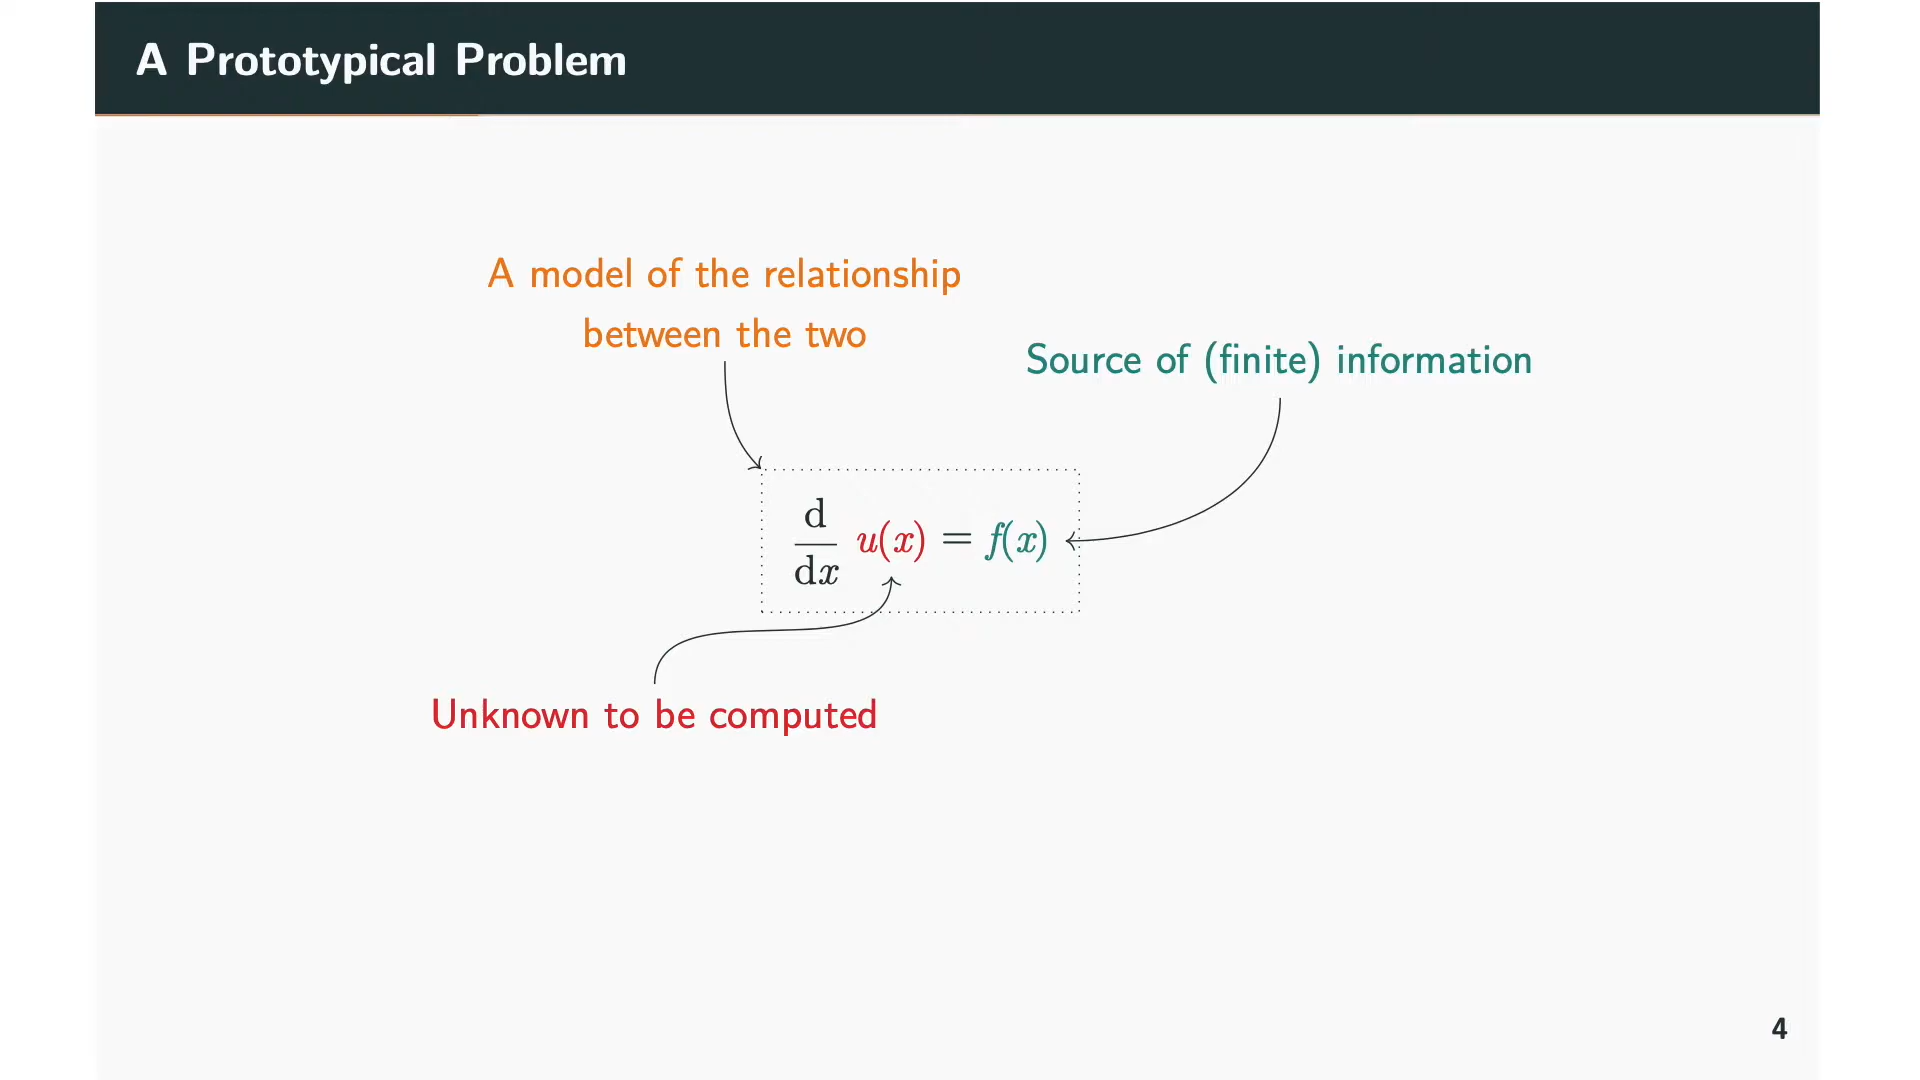 A Prototypical Problem
A model of the relationship
between the two
Source of (finite) information
d
dx
u(x) = f(x)
Unknown to be computed
4